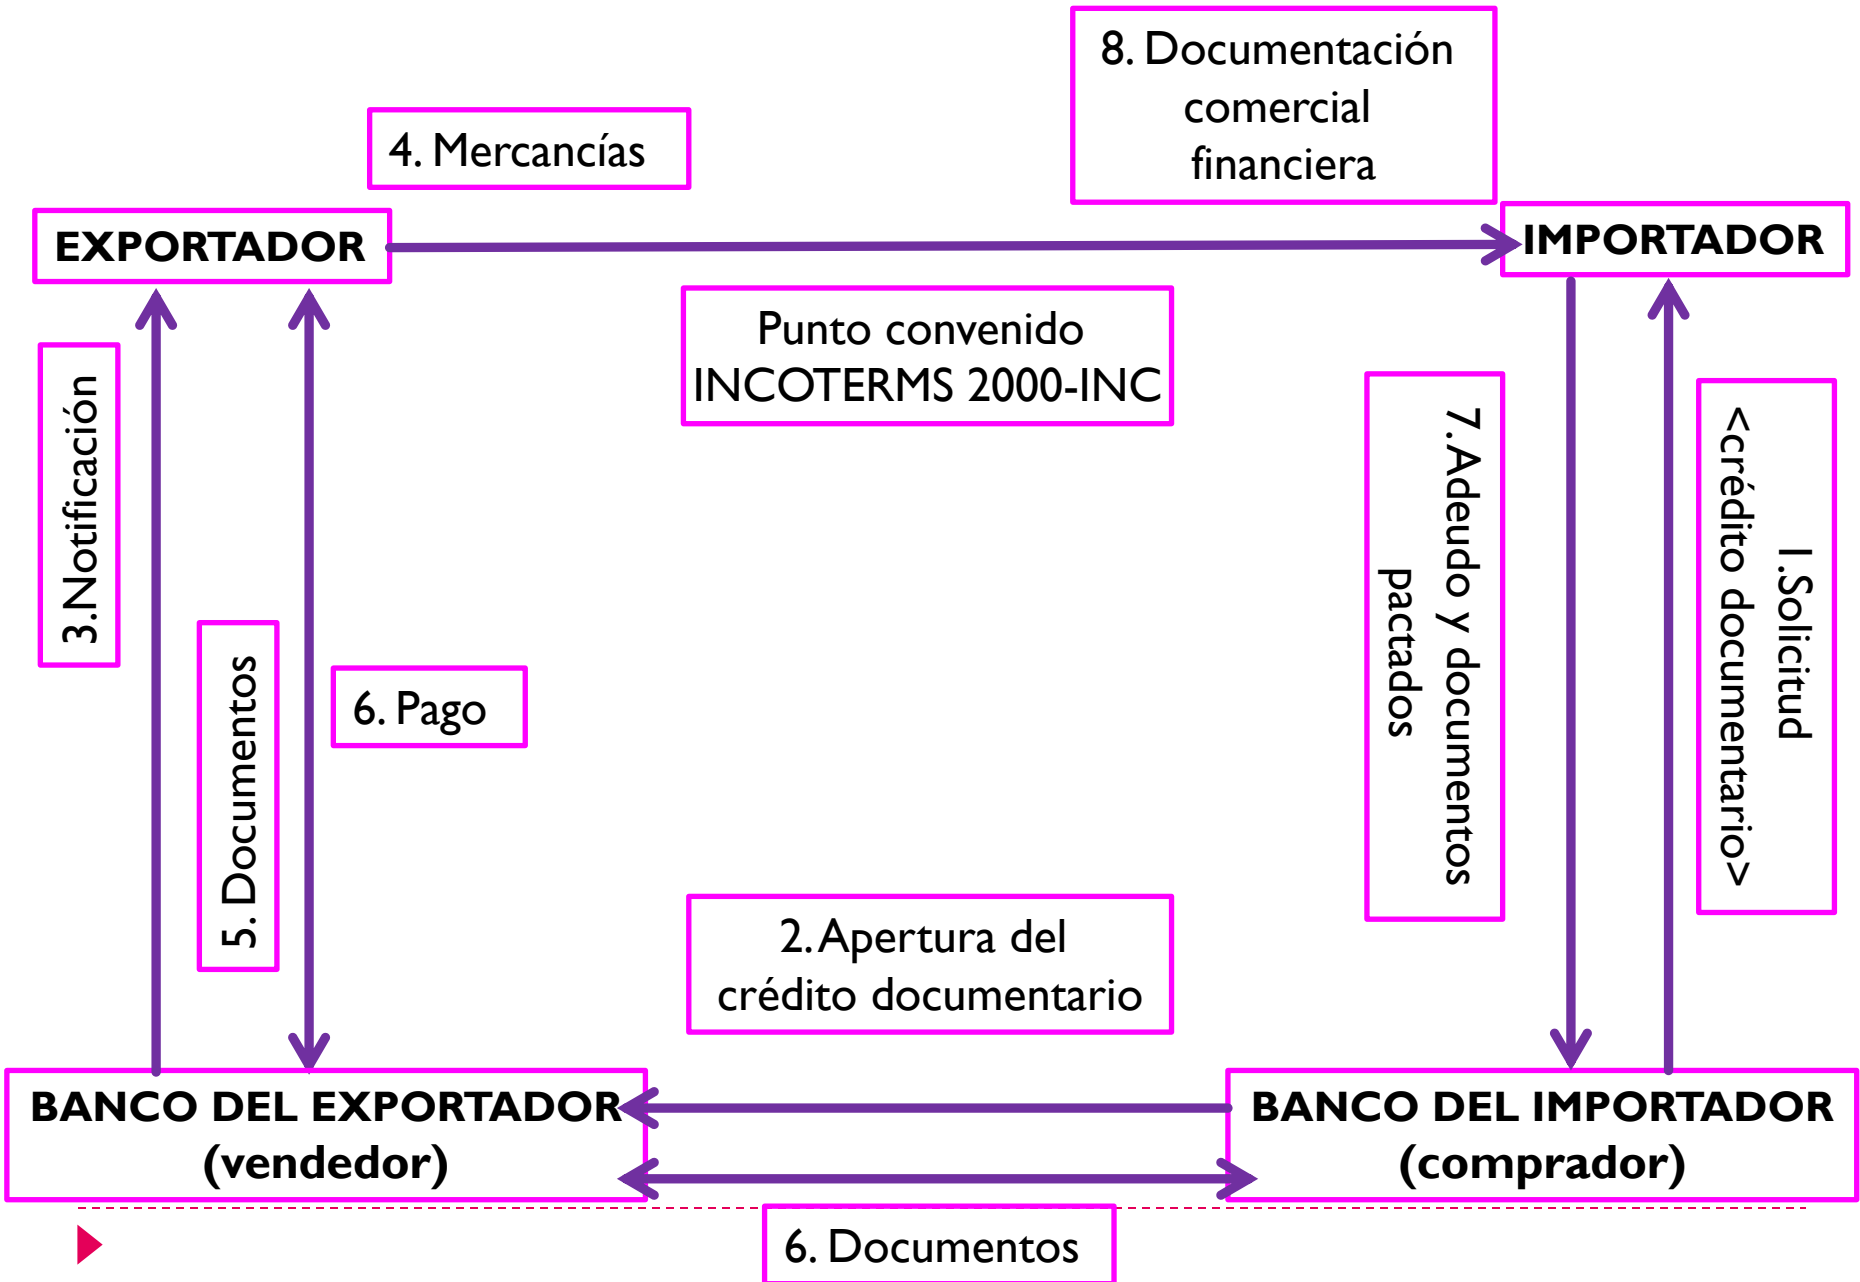 8. Documentación
comercial
financiera
4. Mercancías
EXPORTADOR
IMPORTADOR
Punto convenido
INCOTERMS 2000-INC
3.Notificación
5. Documentos
6. Pago
7. Adeudo y documentos
pactados
1.Solicitud
<crédito documentario>
2. Apertura del
crédito documentario
BANCO DEL EXPORTADOR
(vendedor)
BANCO DEL IMPORTADOR
(comprador)
6. Documentos